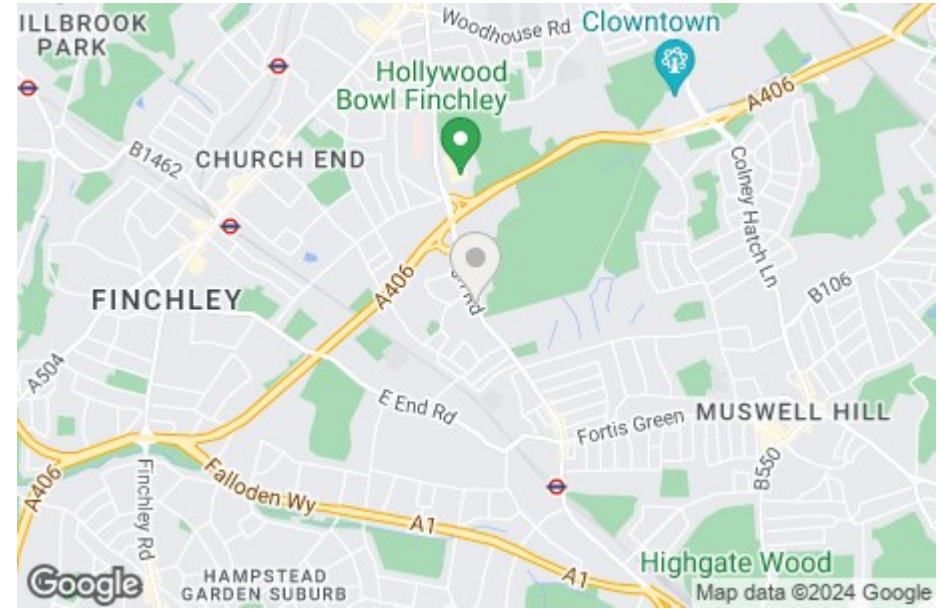 ILLBROOK
PARK
Woodhouse Rd
Clowntown
Hollywood
Bowl Finchley
A406
B1462
CHURCH END
Colney Hatch Ln
FINCHLEY
A406
Rd
B106
A504
E End Rd
Fortis Green
MUSWELL HILL
B550
A406
Finchley Rd
Falloden Wy
A1
A1
Highgate Wood
HAMPSTEAD
GARDEN SUBURB
Google
Map data ©2024 Google